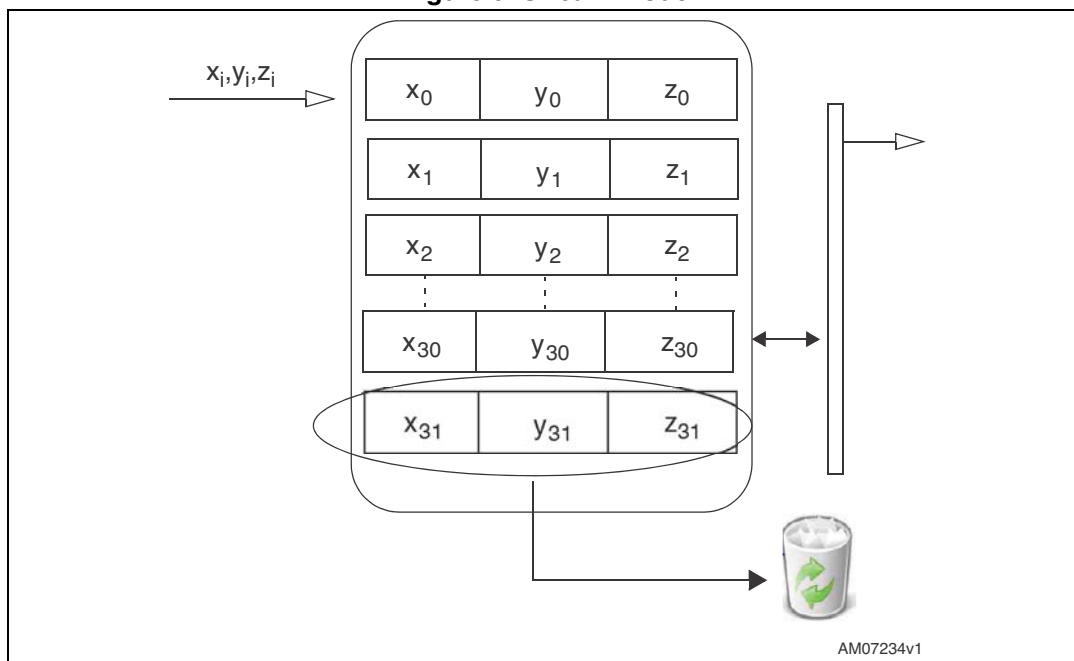 xᵢ,yᵢ,zᵢ
x₀ y₀ z₀
x₁ y₁ z₁
x₂ y₂ z₂
x₃₀ y₃₀ z₃₀
x₃₁ y₃₁ z₃₁
AM07234v1